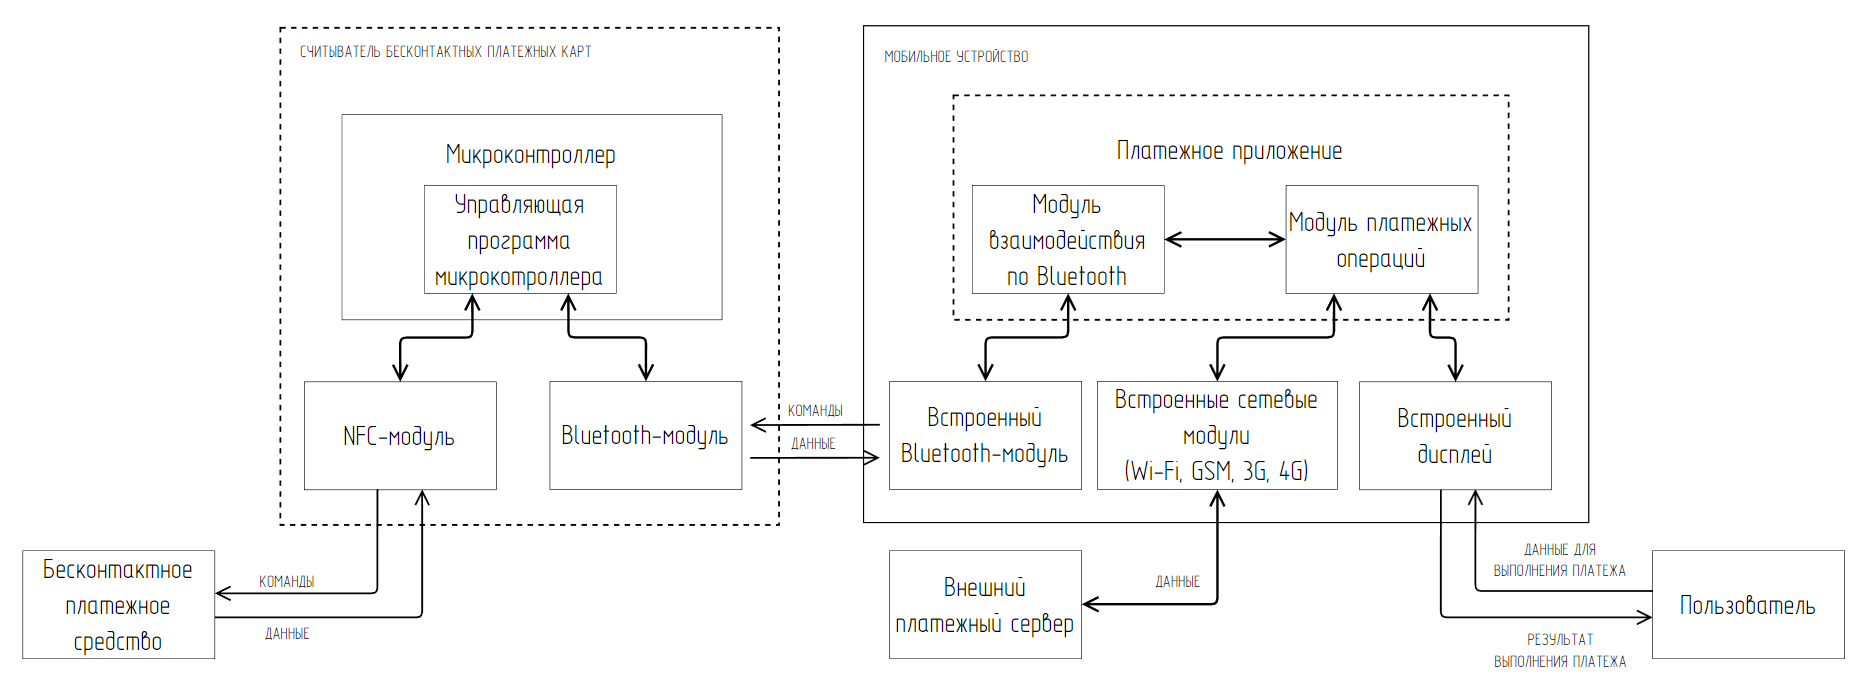 СЧИТЫВАТЕЛЬ БЕСКОНТАКТНЫХ ПЛАТЕЖНЫХ КАРТ
Микроконтроллер
Управляющая
программа
микрокотроллера
NFC-модуль
Bluetooth-модуль
Бесконтактное
платежное
средство
КОМАНДЫ
ДАННЫЕ
КОМАНДЫ
ДАННЫЕ
МОБИЛЬНОЕ УСТРОЙСТВО
Платежное приложение
Модуль
взаимодействия
по Bluetooth
Модуль платежных
операций
Встроенный
Bluetooth-модуль
Встроенные сетевые
модули
(Wi-Fi, GSM, 3G, 4G)
Встроенный
дисплей
Внешний
платежный сервер
ДАННЫЕ
ДАННЫЕ ДЛЯ
ВЫПОЛНЕНИЯ ПЛАТЕЖА
РЕЗУЛЬТАТ
ВЫПОЛНЕНИЯ ПЛАТЕЖА
Пользователь